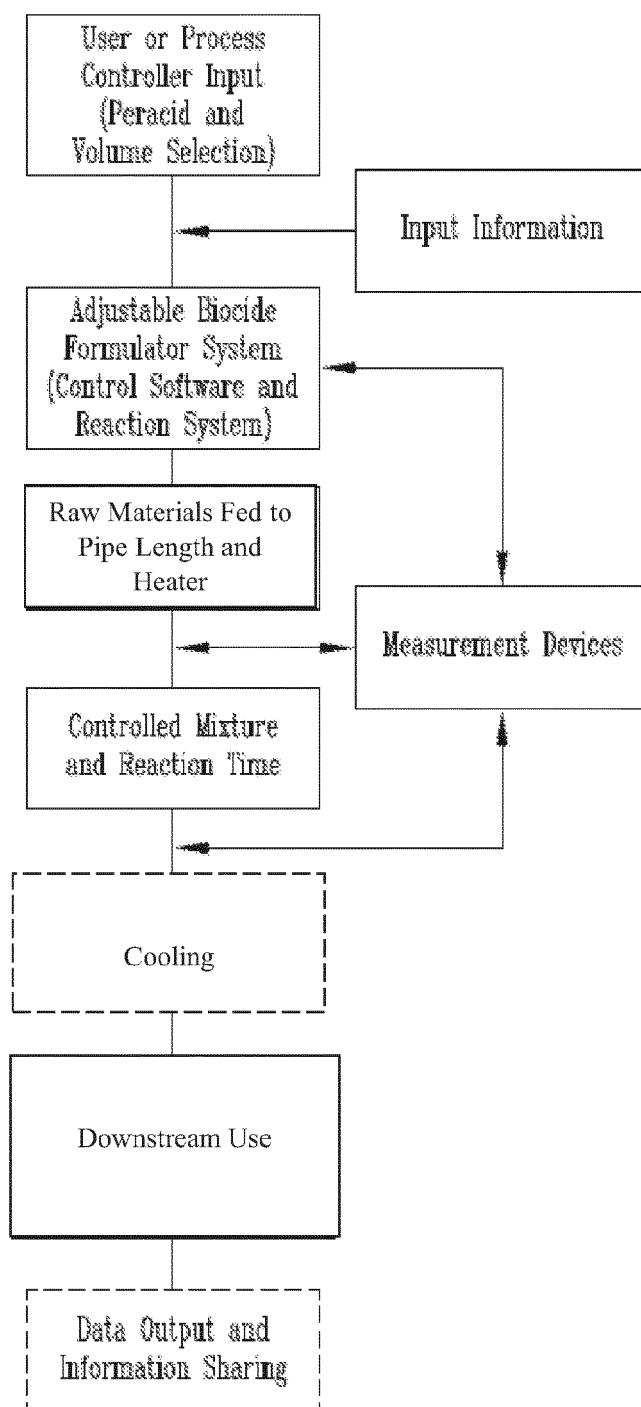 User or Process
Controller Input
(Peracid and
Volume Selection)
Input Information
Adjustable Biocide
Formulator System
(Control Software and
Reaction System)
Raw Materials Fed to
Pipe Length and
Heater
Measurement Devices
Controlled Mixture
and Reaction Time
Cooling
Downstream Use
Data Output and
Information Sharing